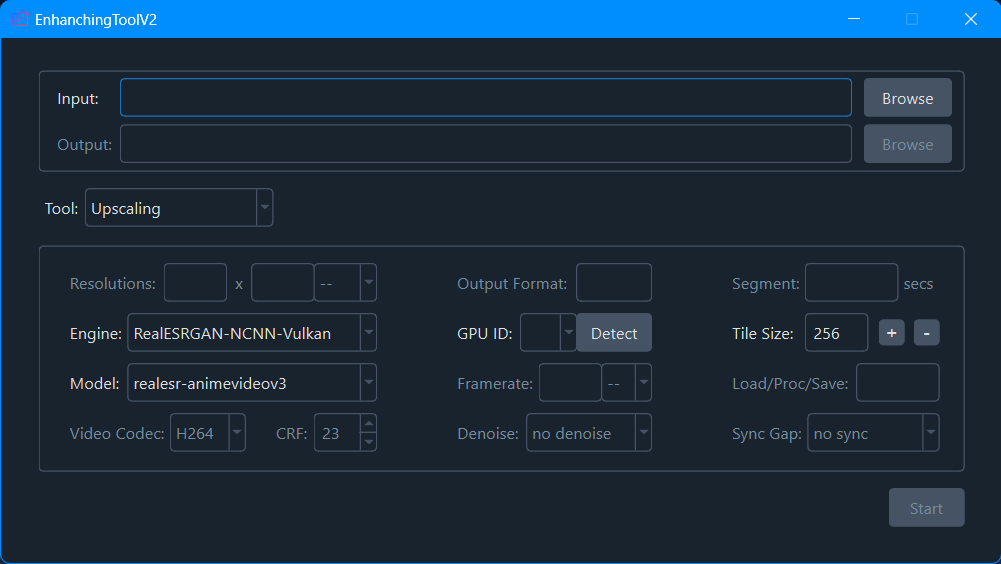 EnhanchingToolV2
Input: Browse
Output: Browse
Tool: Upscaling
Resolutions: x -- Output Format: Segment: secs
Engine: RealESRGAN-NCNN-Vulkan GPU ID: Detect Tile Size: 256 + -
Model: realesr-animevideov3 Framerate: -- Load/Proc/Save:
Video Codec: H264 CRF: 23 Denoise: no denoise Sync Gap: no sync
Start